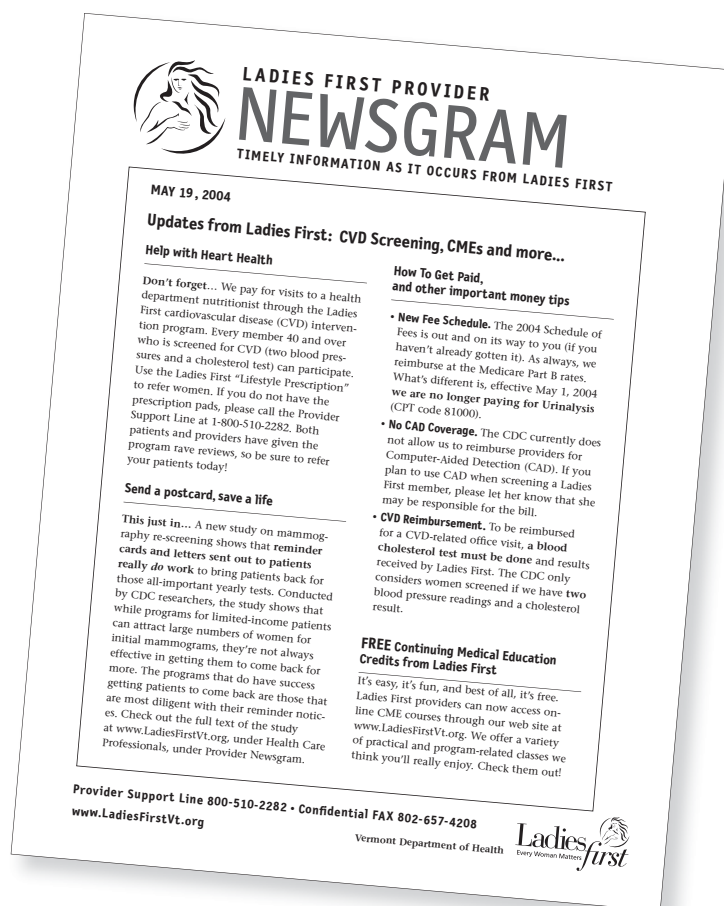 LADIES FIRST PROVIDER
NEWSGRAM
TIMELY INFORMATION AS IT OCCURS FROM LADIES FIRST
MAY 19, 2004
Updates from Ladies First: CVD Screening, CMEs and more...
Help with Heart Health
Don't forget... We pay for visits to a health
department nutritionist through the Ladies
First cardiovascular disease (CVD) interven-
tion program. Every member 40 and over
who is screened for CVD (two blood pres-
sures and a cholesterol test) can participate.
Use the Ladies First "Lifestyle Prescription"
to refer women. If you do not have the
prescription pads, please call the Provider
Support Line at 1-800-510-2282. Both
patients and providers have given the
program rave reviews, so be sure to refer
your patients today!
Send a postcard, save a life
This just in... A new study on mammog-
raphy re-screening shows that reminder
cards and letters sent out to patients
really do work to bring patients back for
those all-important yearly tests. Conducted
by CDC researchers, the study shows that
while programs for limited-income patients
can attract large numbers of women for
initial mammograms, they're not always
effective in getting them to come back for
more. The programs that do have success
getting patients to come back are those that
are most diligent with their reminder notic-
es. Check out the full text of the study
at www.LadiesFirstVt.org, under Health Care
Professionals, under Provider Newsgram.
How To Get Paid,
and other important money tips
• New Fee Schedule. The 2004 Schedule of
Fees is out and on its way to you (if you
haven't already gotten it). As always, we
reimburse at the Medicare Part B rates.
What's different is, effective May 1, 2004
we are no longer paying for Urinalysis
(CPT code 81000).
• No CAD Coverage. The CDC currently does
not allow us to reimburse providers for
Computer-Aided Detection (CAD). If you
plan to use CAD when screening a Ladies
First member, please let her know that she
may be responsible for the bill.
• CVD Reimbursement. To be reimbursed
for a CVD-related office visit, a blood
cholesterol test must be done and results
received by Ladies First. The CDC only
considers women screened if we have two
blood pressure readings and a cholesterol
result.
FREE Continuing Medical Education
Credits from Ladies First
It's easy, it's fun, and best of all, it's free.
Ladies First providers can now access on-
line CME courses through our web site at
www.LadiesFirstVt.org. We offer a variety
of practical and program-related classes we
think you'll really enjoy. Check them out!
Provider Support Line 800-510-2282 • Confidential FAX 802-657-4208
www.LadiesFirstVt.org
Vermont Department of Health
Ladies
Every Woman Matters first